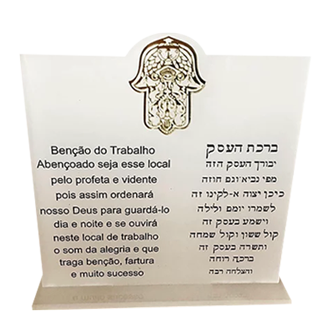 Benção do Trabalho
Abençoado seja esse local
pelo profeta e vidente
pois assim ordenará
nosso Deus para guardá-lo
dia e noite e se ouvirá
neste local de trabalho
o som da alegria e que
traga benção, fartura
e muito sucesso
ברכת העסק
יבורך העסק הזה
מפי נביא וגם חוזה
כי כן יצוה א-לקינו זה
לשמרו יומם ולילה
וישמע בעסק זה
קול ששון וקול שמחה
ותשרה בעסק זה
ברכה רוחה
והצלחה רבה